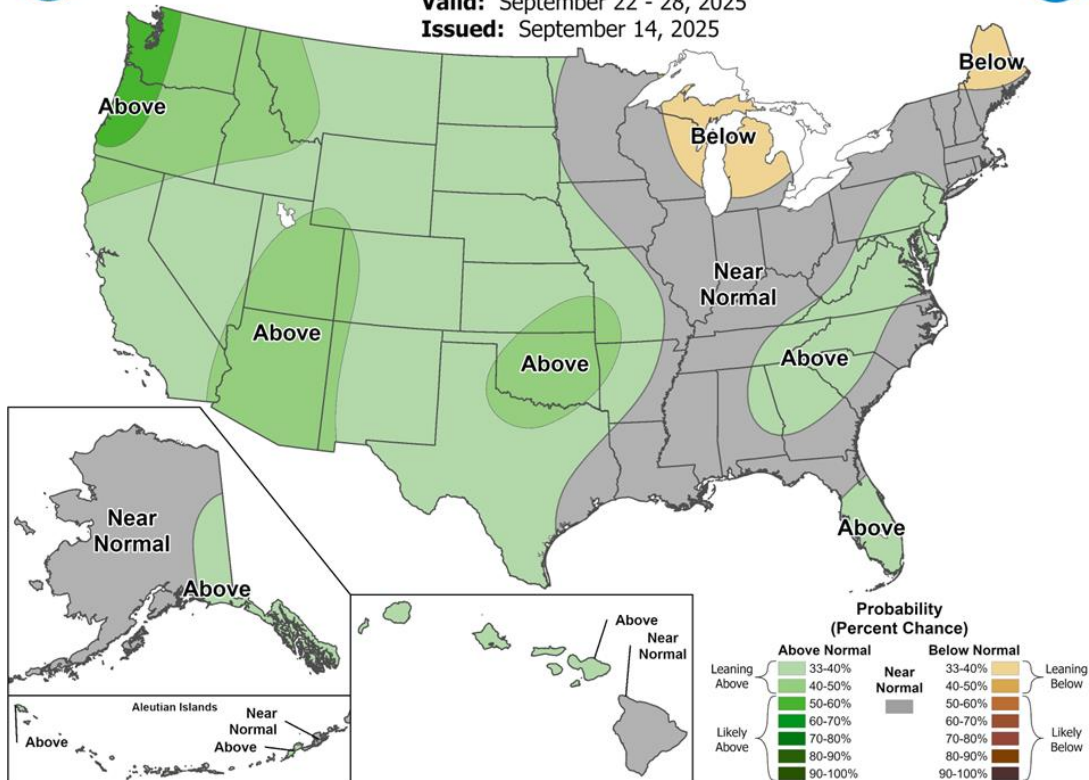 Valid: September 22 - 28, 2025
Issued: September 14, 2025
Above
Below
Below
Near
Normal
Above
Above
Above
Above
Near
Normal
Above
Above
Near
Normal
Aleutian Islands
Near
Normal
Above
Above
Probability
(Percent Chance)
Above Normal
Below Normal
Leaning
Above
33-40%
40-50%
50-60%
60-70%
70-80%
80-90%
90-100%
Likely
Above
Near
Normal
33-40%
40-50%
50-60%
60-70%
70-80%
80-90%
90-100%
Leaning
Below
Likely
Below